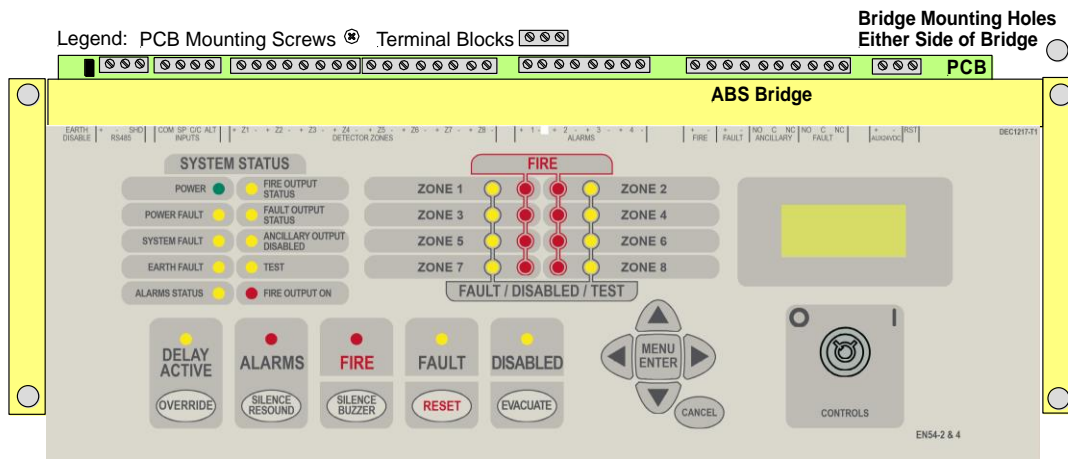 Bridge Mounting Holes
Either Side of Bridge
Legend: PCB Mounting Screws Terminal Blocks
PCB
ABS Bridge
EARTH DISABLE
+ - SHD
RS485
COM SP C/C ALT
INPUTS
+ Z1 - + Z2 - + Z3 - + Z4 - + Z5 - + Z6 - + Z7 - + Z8 -
DETECTOR ZONES
+ 1 - + 2 - + 3 - + 4 -
ALARMS
+ -
FIRE
+ -
FAULT
NO C NC
ANCILLARY
NO C NC
FAULT
+ -
AUX24VDC
RST
DEC1217-T1
SYSTEM STATUS
POWER
FIRE OUTPUT
STATUS
POWER FAULT
FAULT OUTPUT
STATUS
SYSTEM FAULT
ANCILLARY OUTPUT
DISABLED
EARTH FAULT
TEST
ALARMS STATUS
FIRE OUTPUT ON
FIRE
ZONE 1
ZONE 2
ZONE 3
ZONE 4
ZONE 5
ZONE 6
ZONE 7
ZONE 8
FAULT / DISABLED / TEST
DELAY
ACTIVE
OVERRIDE
ALARMS
SILENCE
RESOUND
FIRE
SILENCE
BUZZER
FAULT
RESET
DISABLED
EVACUATE
MENU
ENTER
CANCEL
O I
CONTROLS
EN54-2 & 4